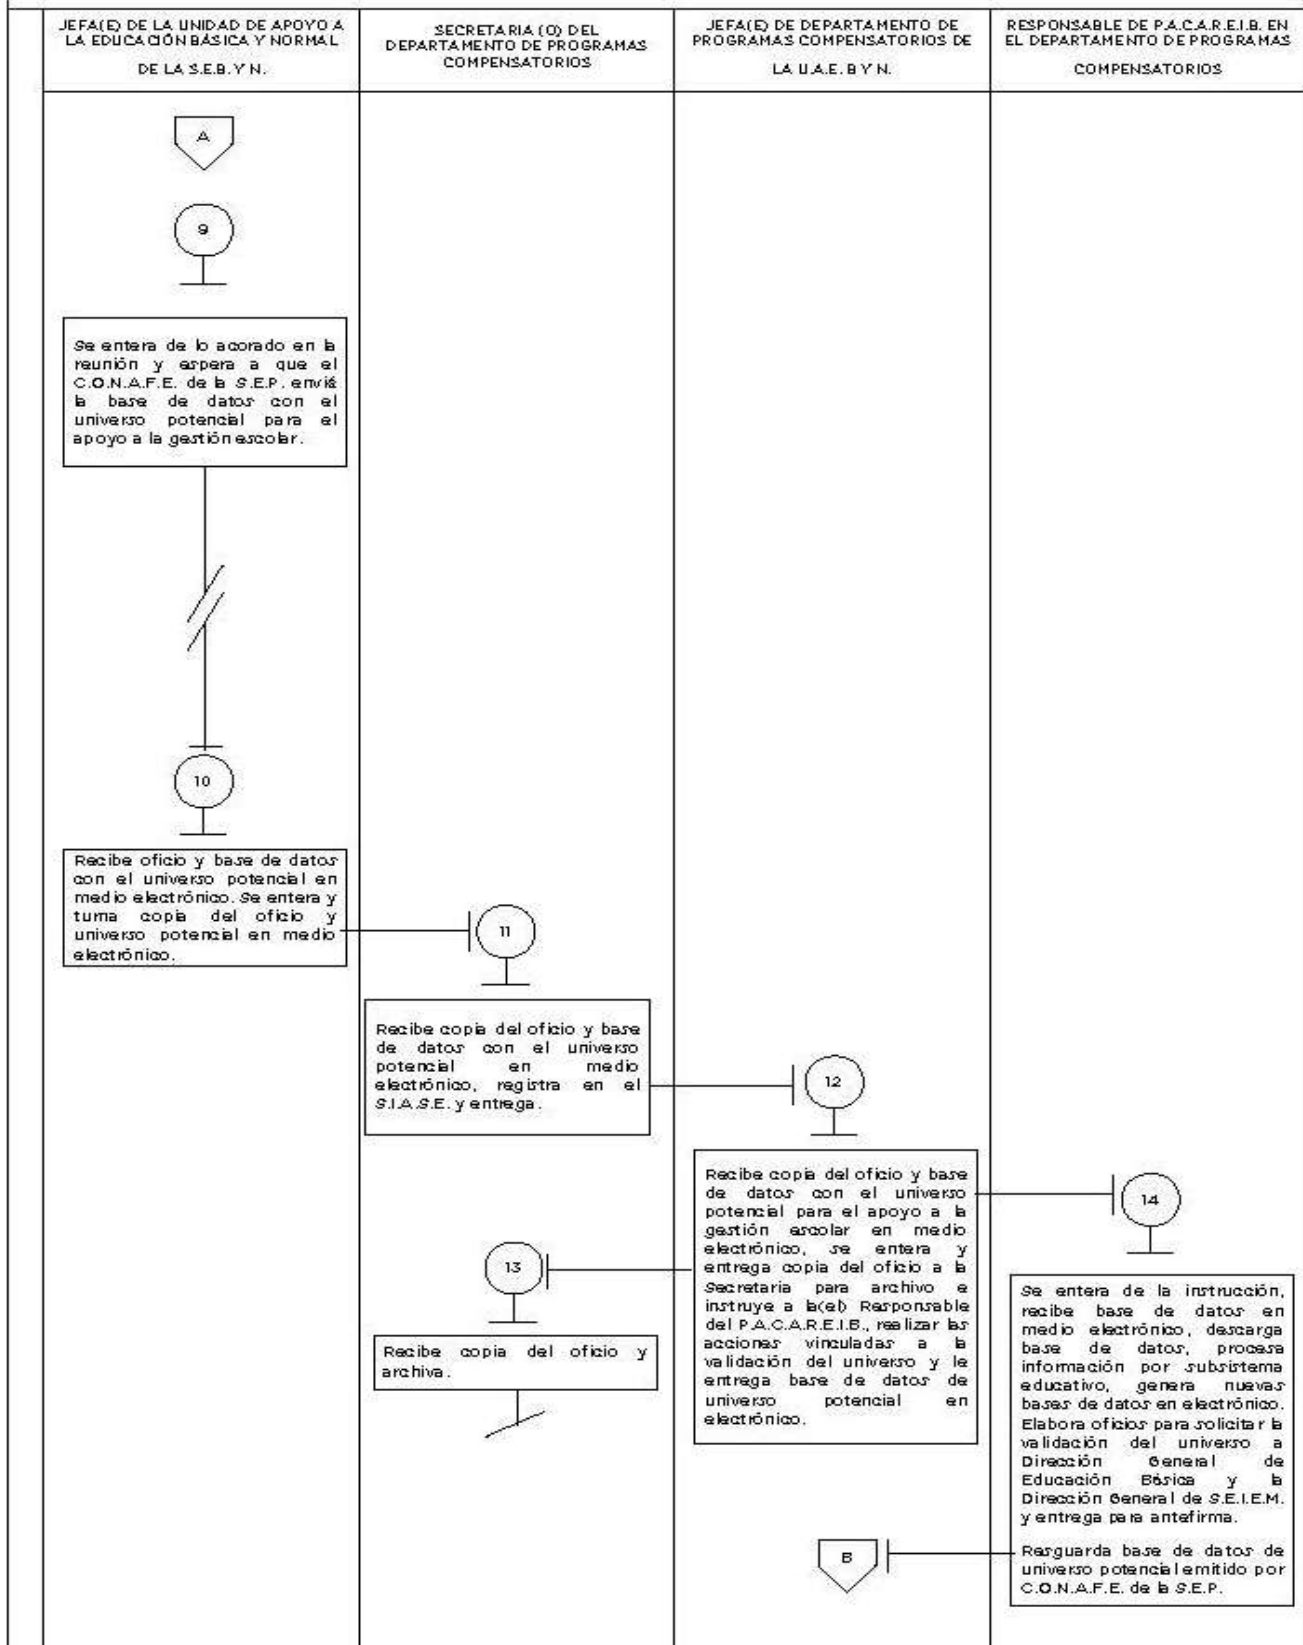 JEFA(E) DE LA UNIDAD DE APOYO A
LA EDUCACIÓN BÁSICA Y NORMAL
DE LA S.E.B. Y N.
SECRETARIA (O) DEL
DEPARTAMENTO DE PROGRAMAS
COMPENSATORIOS
JEFA(E) DE DEPARTAMENTO DE
PROGRAMAS COMPENSATORIOS DE
LA U.A.E. B Y N.
RESPONSABLE DE P.A.C.A.R.E.I.B. EN
EL DEPARTAMENTO DE PROGRAMAS
COMPENSATORIOS
A
9
Se entera de lo acorado en la
reunión y espera a que el
C.O.N.A.F.E. de la S.E.P. envié
la base de datos con el
universo potencial para el
apoyo a la gestión escolar.
10
Recibe oficio y base de datos
con el universo potencial en
medio electrónico. Se entera y
turna copia del oficio y
universo potencial en medio
electrónico.
11
Recibe copia del oficio y base
de datos con el universo
potencial en medio
electrónico, registra en el
S.I.A.S.E. y entrega.
12
Recibe copia del oficio y base
de datos con el universo
potencial para el apoyo a la
gestión escolar en medio
electrónico, se entera y
entrega copia del oficio a la
Secretaria para archivo e
instruye a la(el) Responsable
del P.A.C.A.R.E.I.B., realizar las
acciones vinculadas a la
validación del universo y le
entrega base de datos de
universo potencial en
electrónico.
13
Recibe copia del oficio y
archiva.
14
Se entera de la instrucción,
recibe base de datos en
medio electrónico, descarga
base de datos, procesa
información por subsistema
educativo, genera nuevas
bases de datos en electrónico.
Elabora oficios para solicitar la
validación del universo a
Dirección General de
Educación Básica y la
Dirección General de S.E.I.E.M.
y entrega para antefirma.
Resguarda base de datos de
universo potencial emitido por
C.O.N.A.F.E. de la S.E.P.
B